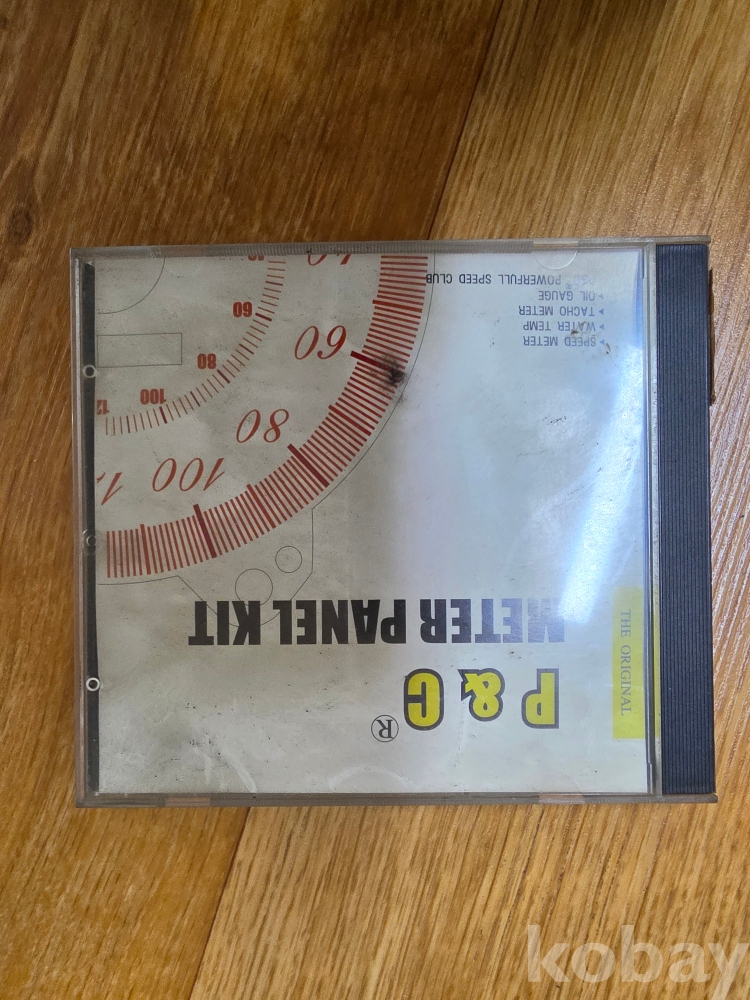 P & C ®
THE ORIGINAL
METER PANEL KIT
100
80
60
100
80
60
▸ SPEED METER
▸ WATER TEMP
▸ TACHO METER
▸ OIL GAUGE
POWERFULL SPEED CLUB
kobay